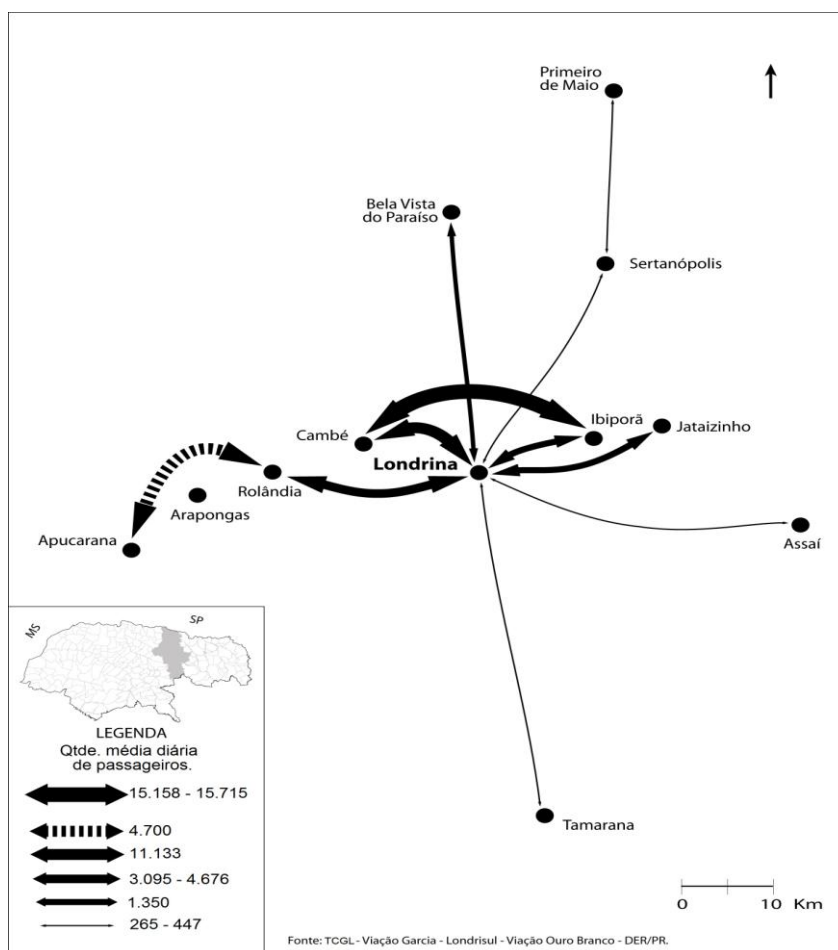 Primeiro
de Maio
Bela Vista
do Paraíso
Sertanópolis
Ibiporã
Jataizinho
Cambé
Londrina
Rolândia
Arapongas
Apucarana
Assaí
Tamarana
MS
SP
LEGENDA
Qtde. média diária
de passageiros.
15.158 - 15.715
4.700
11.133
3.095 - 4.676
1.350
265 - 447
0 10 Km
Fonte: TCGL - Viação Garcia - Londrisul - Viação Ouro Branco - DER/PR.